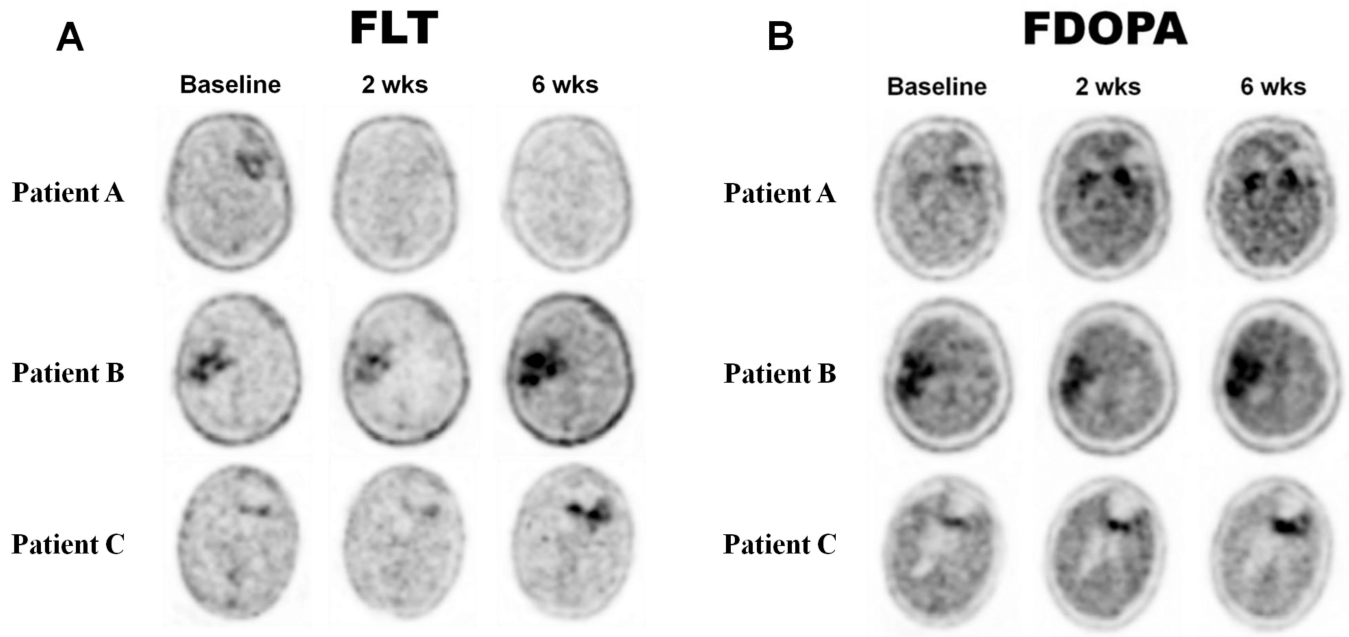 A
FLT
Baseline 2 wks 6 wks
Patient A
Patient B
Patient C
B
FDOPA
Baseline 2 wks 6 wks
Patient A
Patient B
Patient C